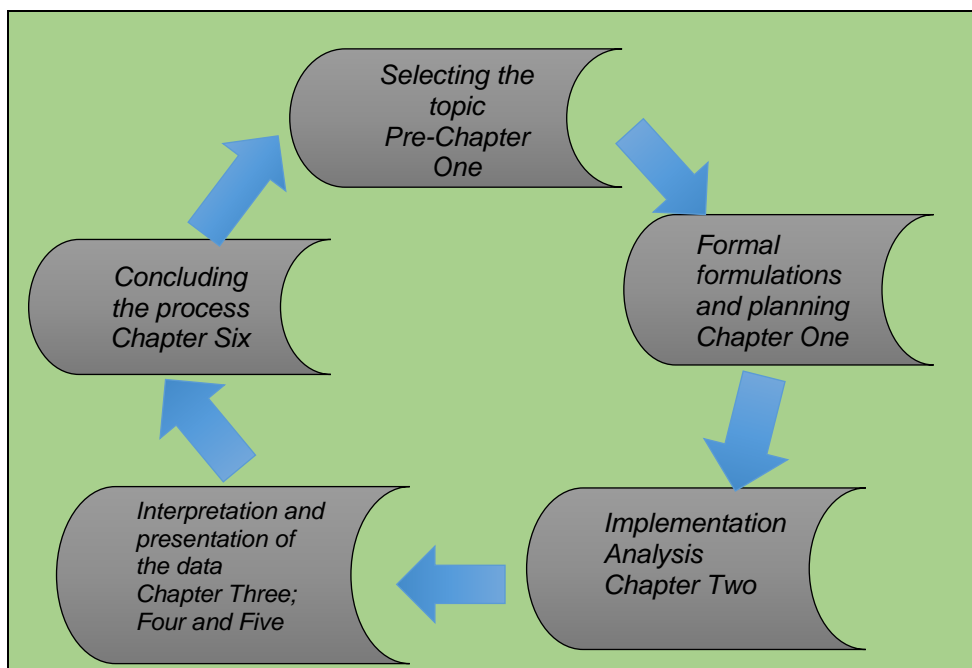 Selecting the
topic
Pre-Chapter
One
Formal
formulations
and planning
Chapter One
Implementation
Analysis
Chapter Two
Interpretation and
presentation of
the data
Chapter Three;
Four and Five
Concluding
the process
Chapter Six